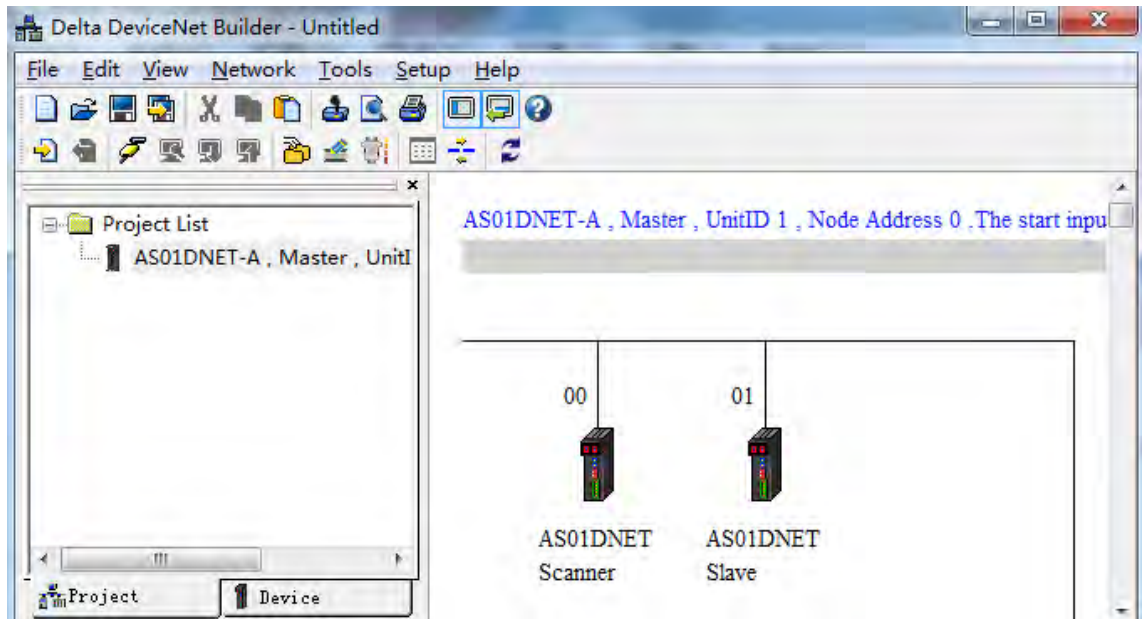 Delta DeviceNet Builder - Untitled
File Edit View Network Tools Setup Help
Project List
AS01DNET-A , Master , UnitI
Project
Device
AS01DNET-A , Master , UnitID 1 , Node Address 0 .The start inpu
00
01
AS01DNET
Scanner
AS01DNET
Slave